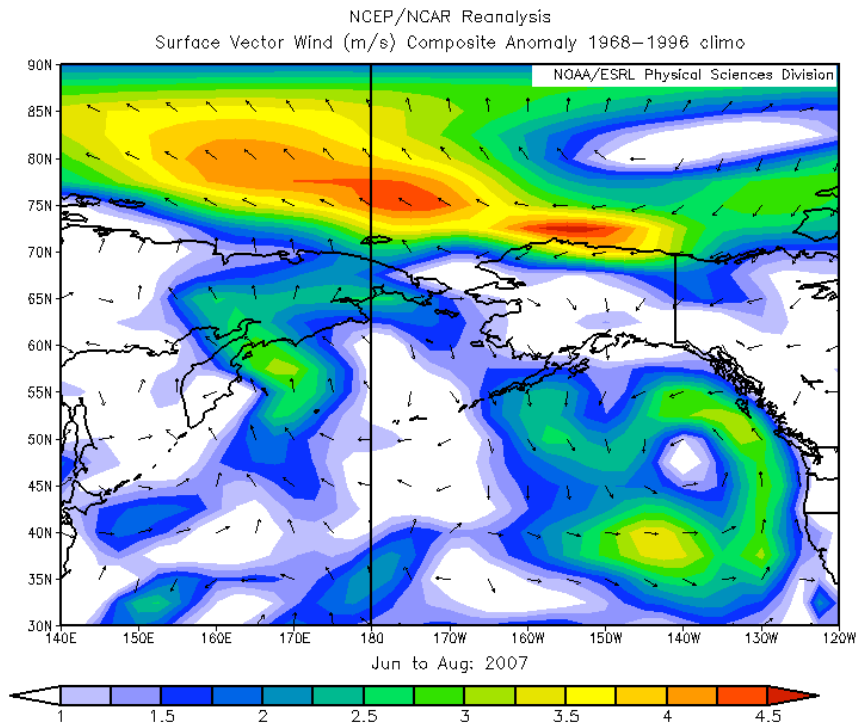 NCEP/NCAR Reanalysis
Surface Vector Wind (m/s) Composite Anomaly 1968-1996 climo
90N
NOAA/ESRL Physical Sciences Division
85N
80N
75N
70N
65N
60N
55N
50N
45N
40N
35N
30N
140E 150E 160E 170E 180 170W 160W 150W 140W 130W 120W
Jun to Aug: 2007
1 1.5 2 2.5 3 3.5 4 4.5